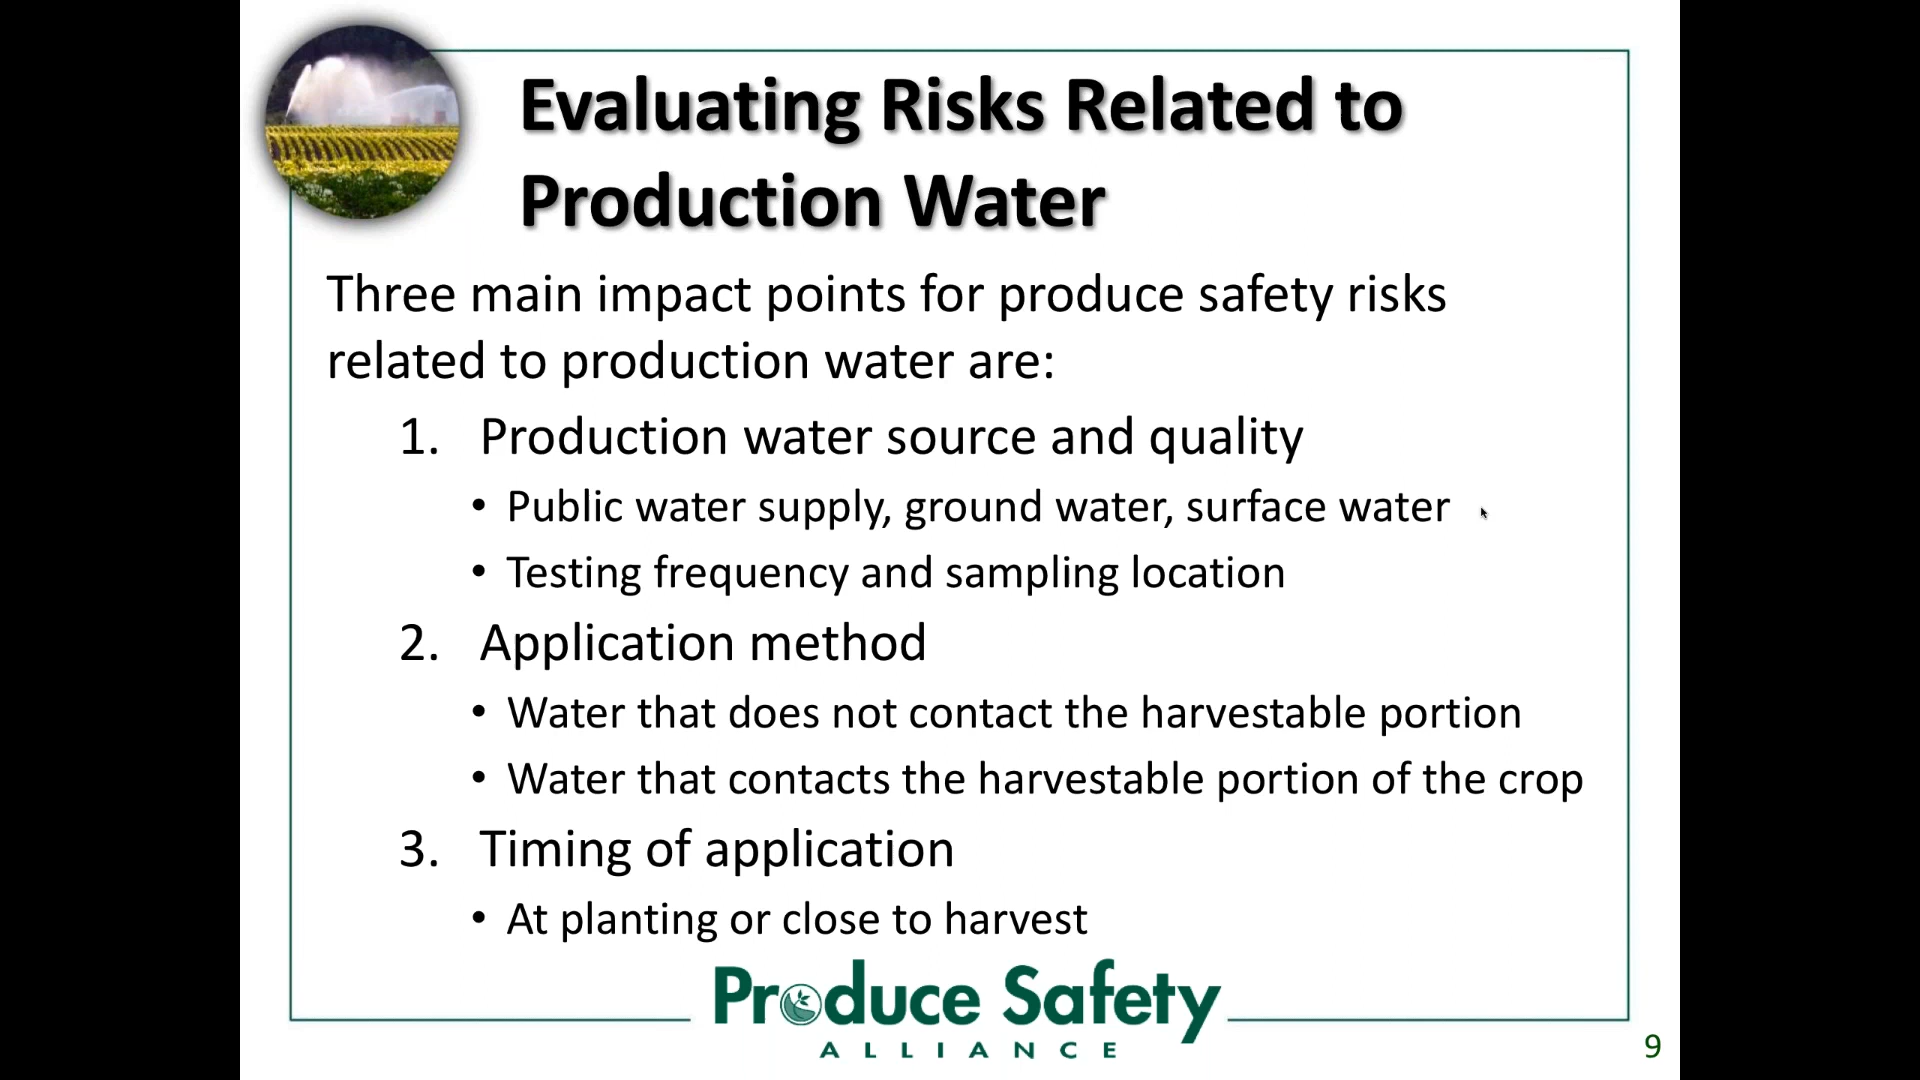 Evaluating Risks Related to
Production Water
Three main impact points for produce safety risks
related to production water are:
1. Production water source and quality
• Public water supply, ground water, surface water
• Testing frequency and sampling location
2. Application method
• Water that does not contact the harvestable portion
• Water that contacts the harvestable portion of the crop
3. Timing of application
• At planting or close to harvest
Produce Safety
ALLIANCE
9